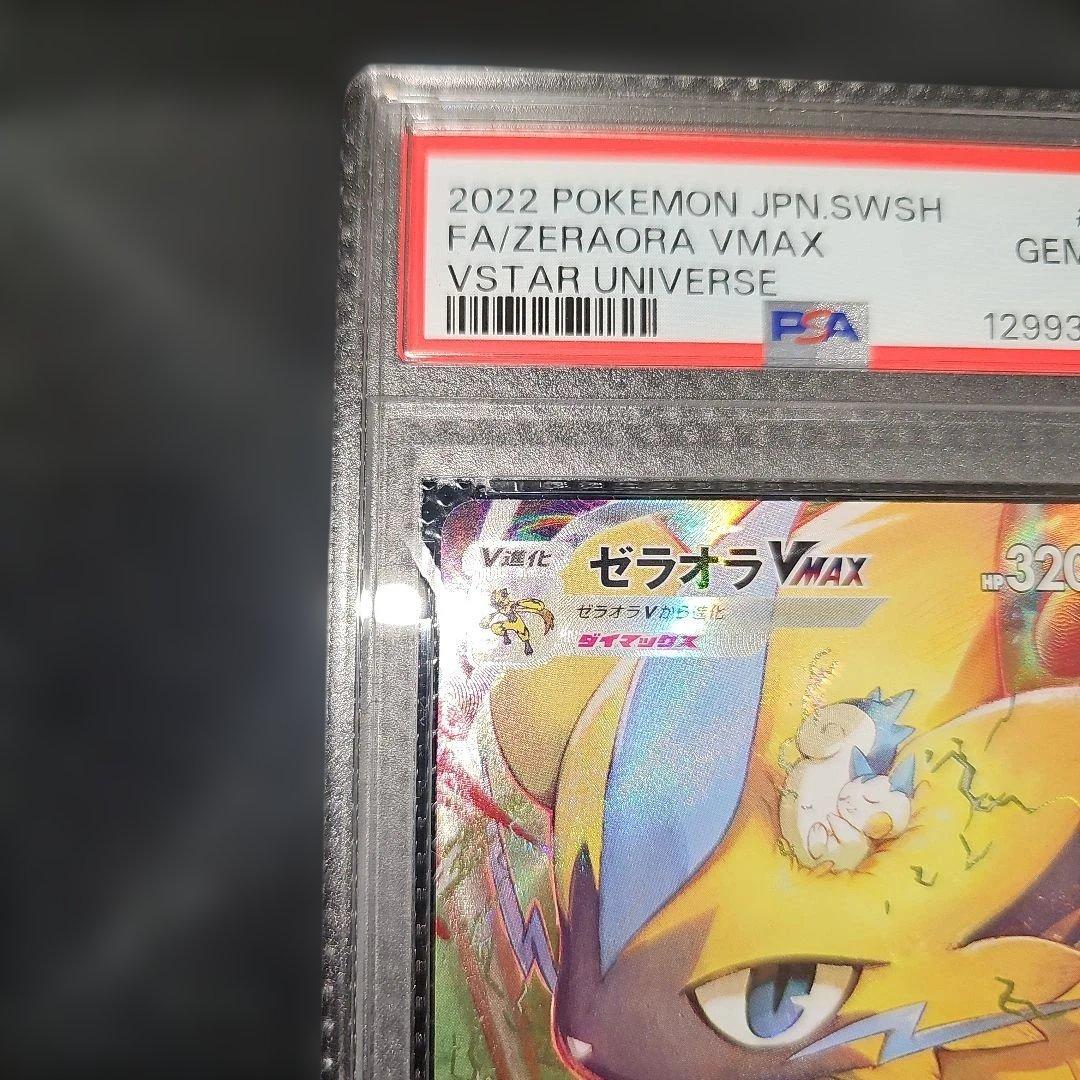 2022 POKEMON JPN.SWSH
FA/ZERAORA VMAX
GEM
VSTAR UNIVERSE
PSA
12993
V進化
ゼラオラVMAX
HP320
ゼラオラVから進化
ダイマックス